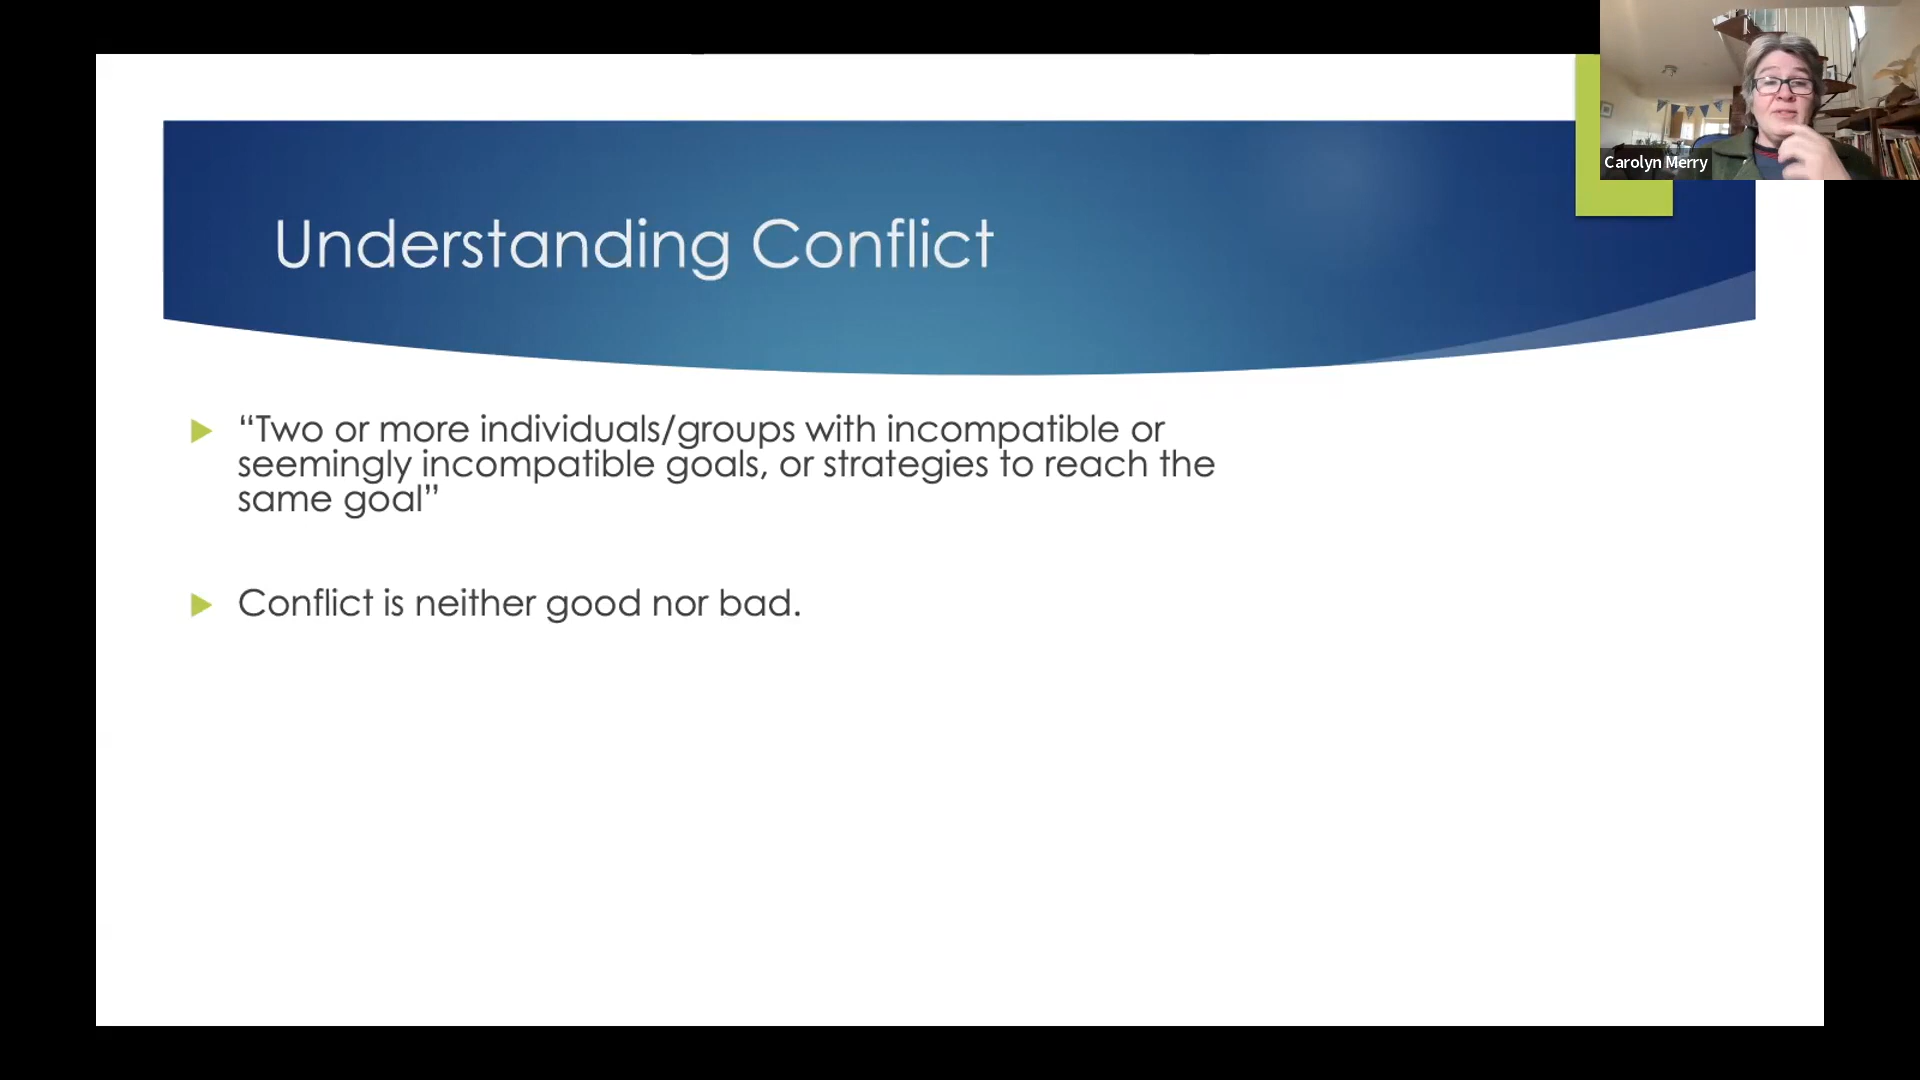 Understanding Conflict
“Two or more individuals/groups with incompatible or
seemingly incompatible goals, or strategies to reach the
same goal”
Conflict is neither good nor bad.
Carolyn Merry